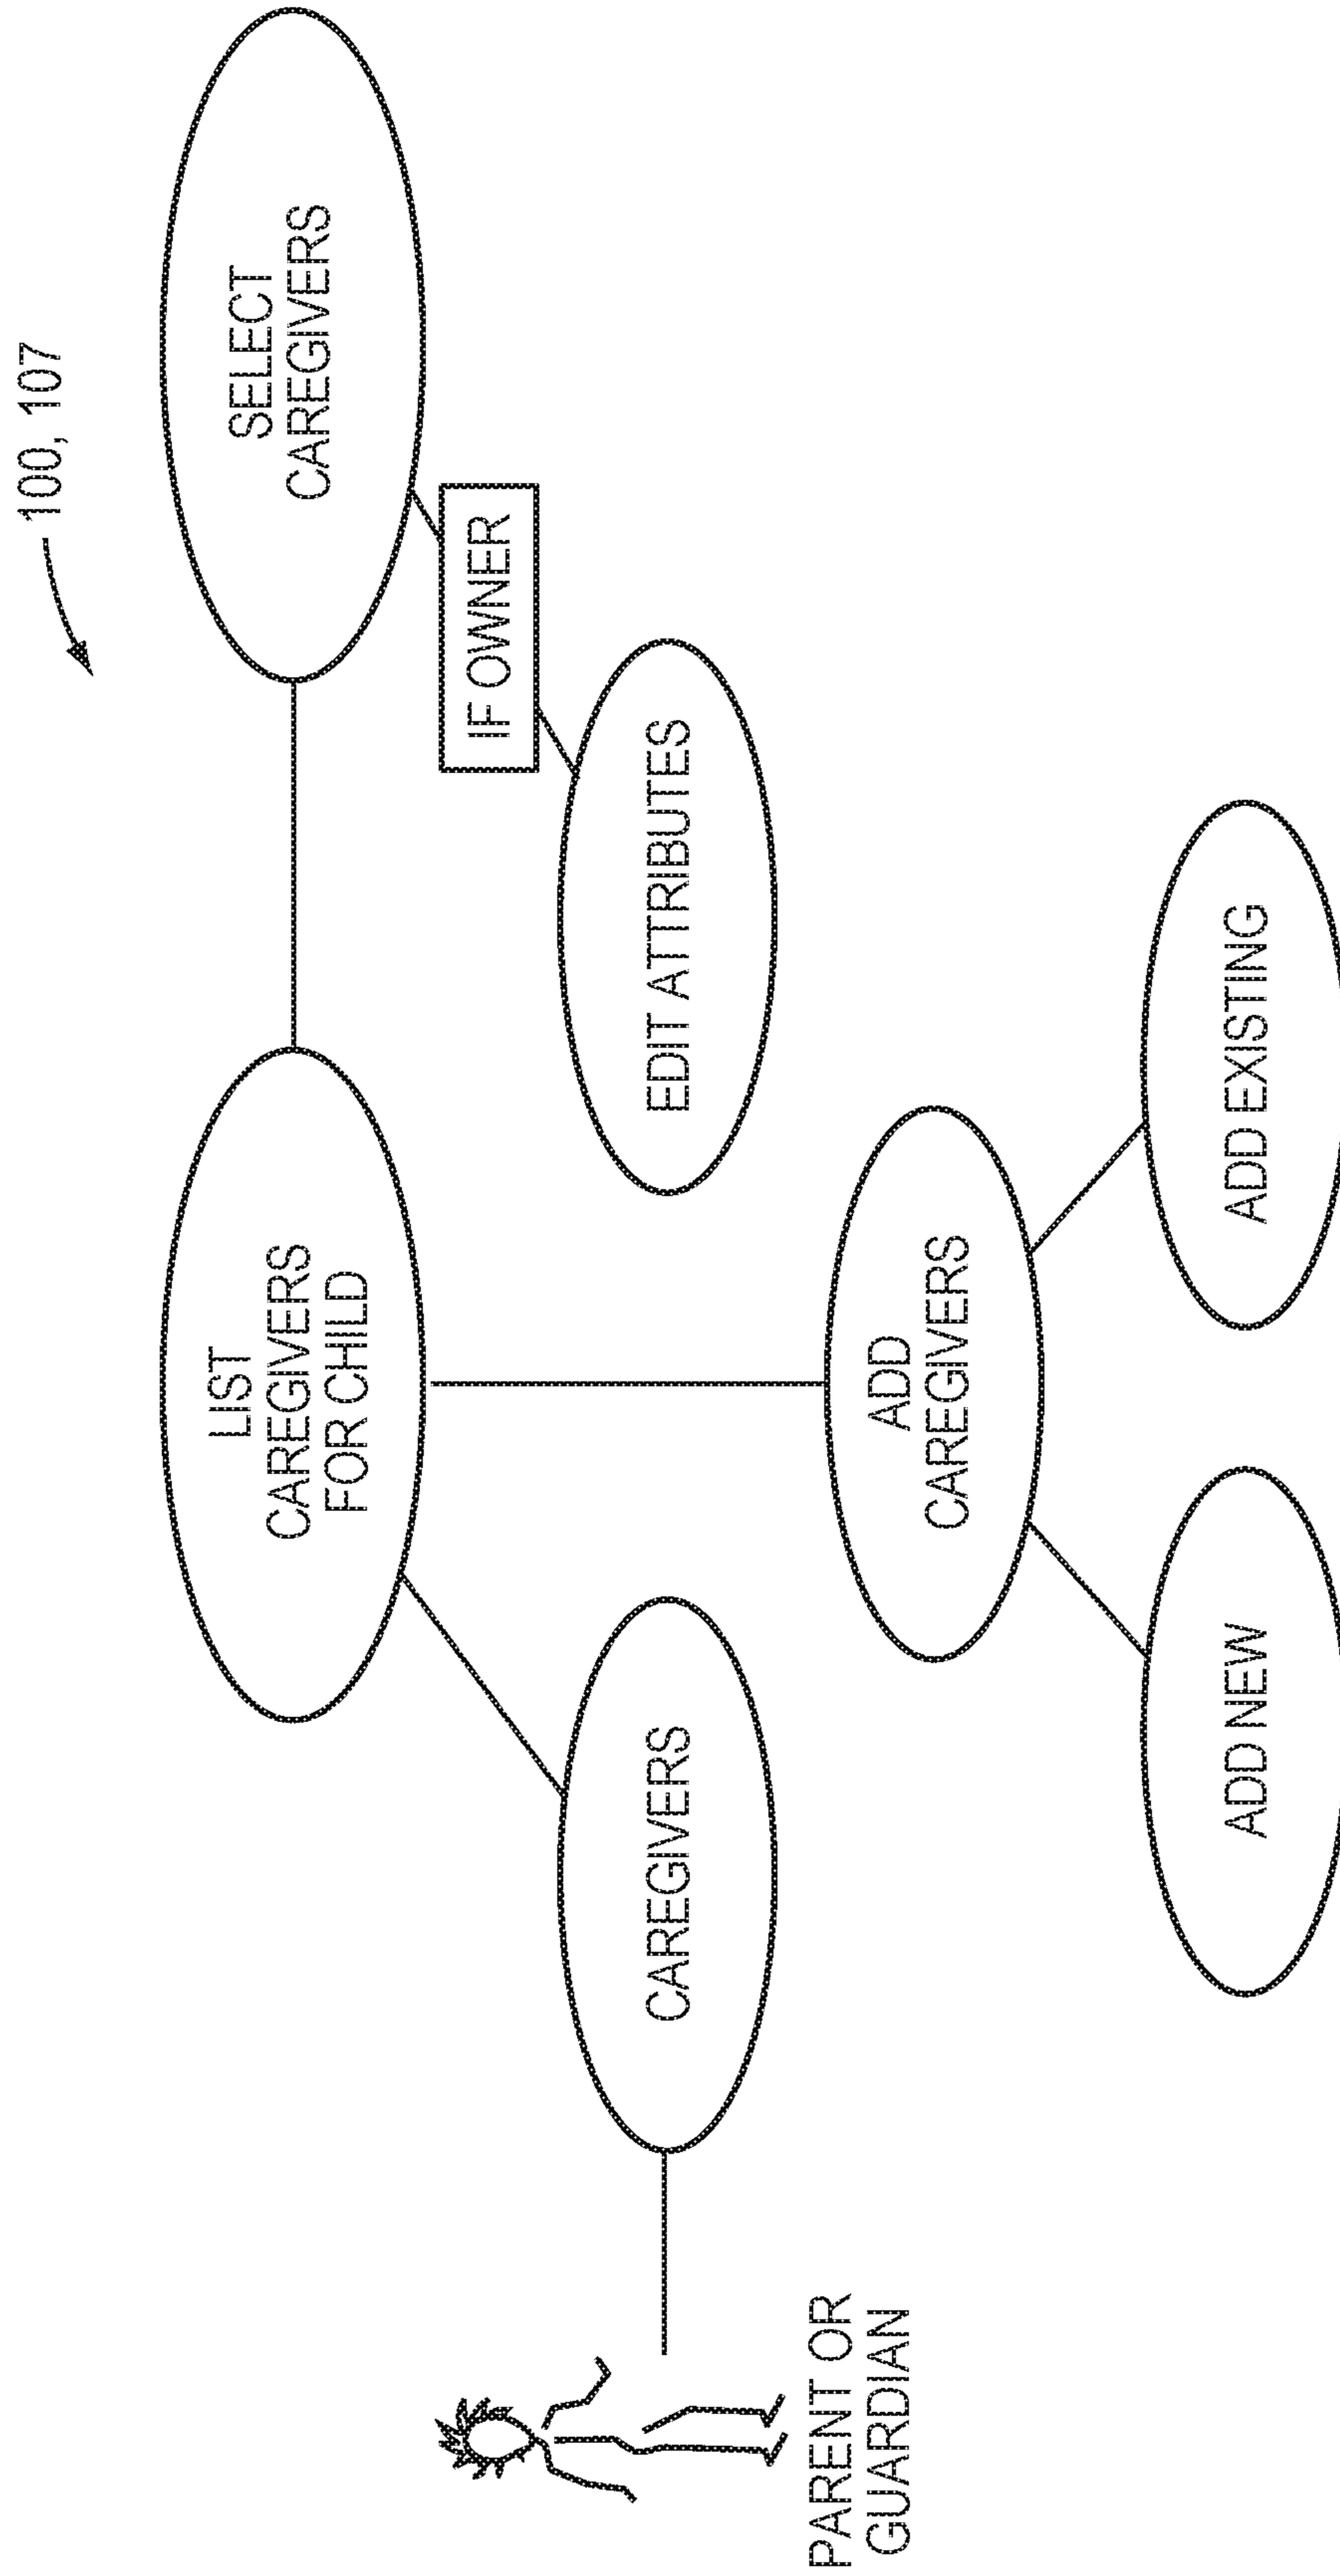 100, 107
LIST
CAREGIVERS
FOR CHILD
SELECT
CAREGIVERS
IF OWNER
CAREGIVERS
EDIT ATTRIBUTES
PARENT OR
GUARDIAN
ADD
CAREGIVERS
ADD NEW
ADD EXISTING